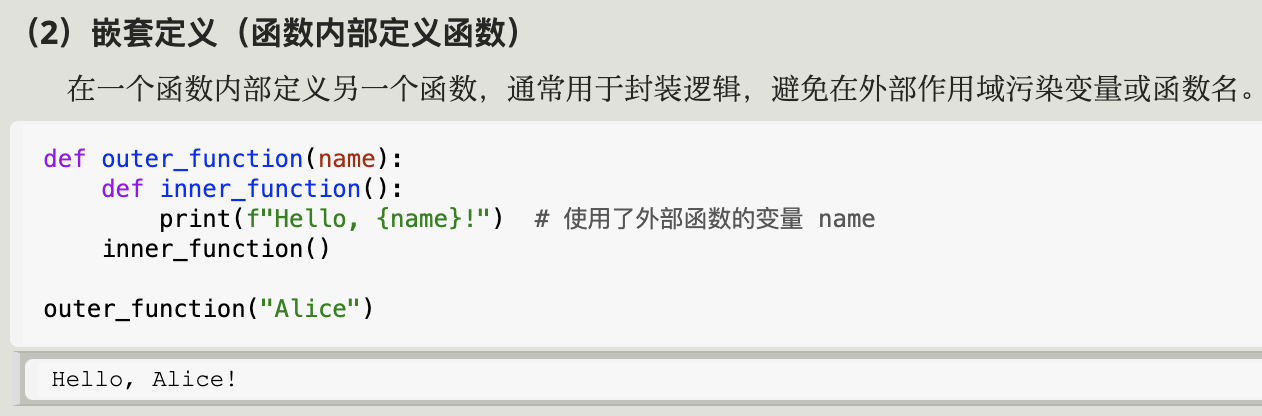 （2）嵌套定义（函数内部定义函数）
在一个函数内部定义另一个函数，通常用于封装逻辑，避免在外部作用域污染变量或函数名。
def outer_function(name):
    def inner_function():
        print(f"Hello, {name}!")  # 使用了外部函数的变量 name
    inner_function()
outer_function("Alice")
Hello, Alice!